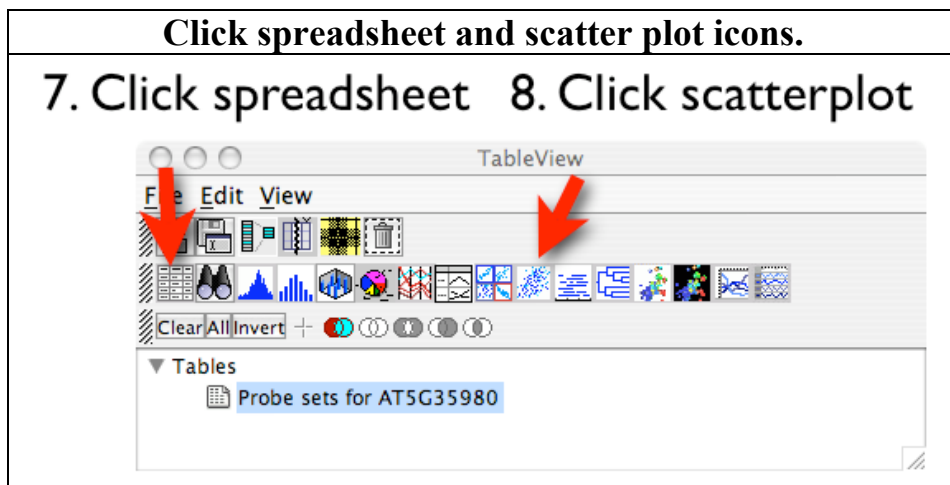 Click spreadsheet and scatter plot icons.
7. Click spreadsheet 8. Click scatterplot
TableView
Edit View
Clear All Invert
Tables
Probe sets for AT5G35980